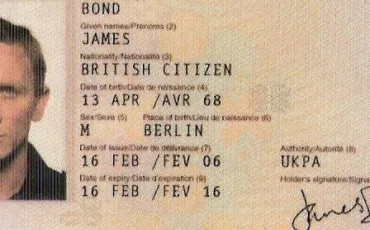 BOND
Given names/Prénoms (2)
JAMES
Nationality/Nationalité (3)
BRITISH CITIZEN
Date of birth/Date de naissance (4)
13 APR /AVR 68
Sex/Sexe (5) Place of birth/Lieu de naissance (6)
M BERLIN
Date of issue/Date de délivrance (7) Authority/Autorité (8)
16 FEB /FEV 06 UKPA
Date of expiry/Date d'expiration (9) Holder's signature/Signa
16 FEB /FEV 16
James